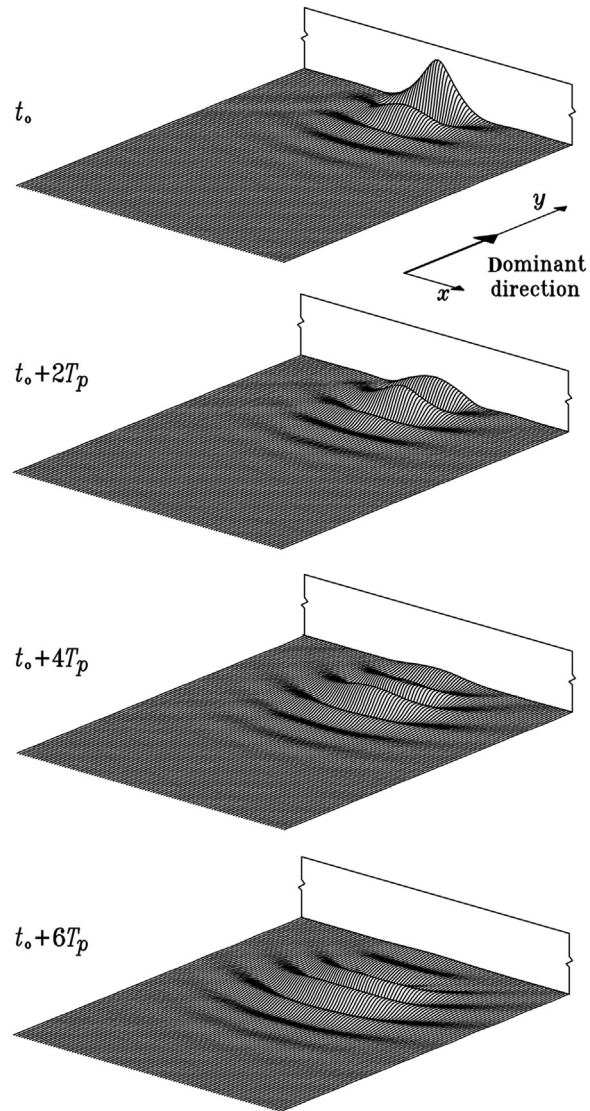 t₀
y
Dominant
direction
x
t₀+2Tₚ
t₀+4Tₚ
t₀+6Tₚ